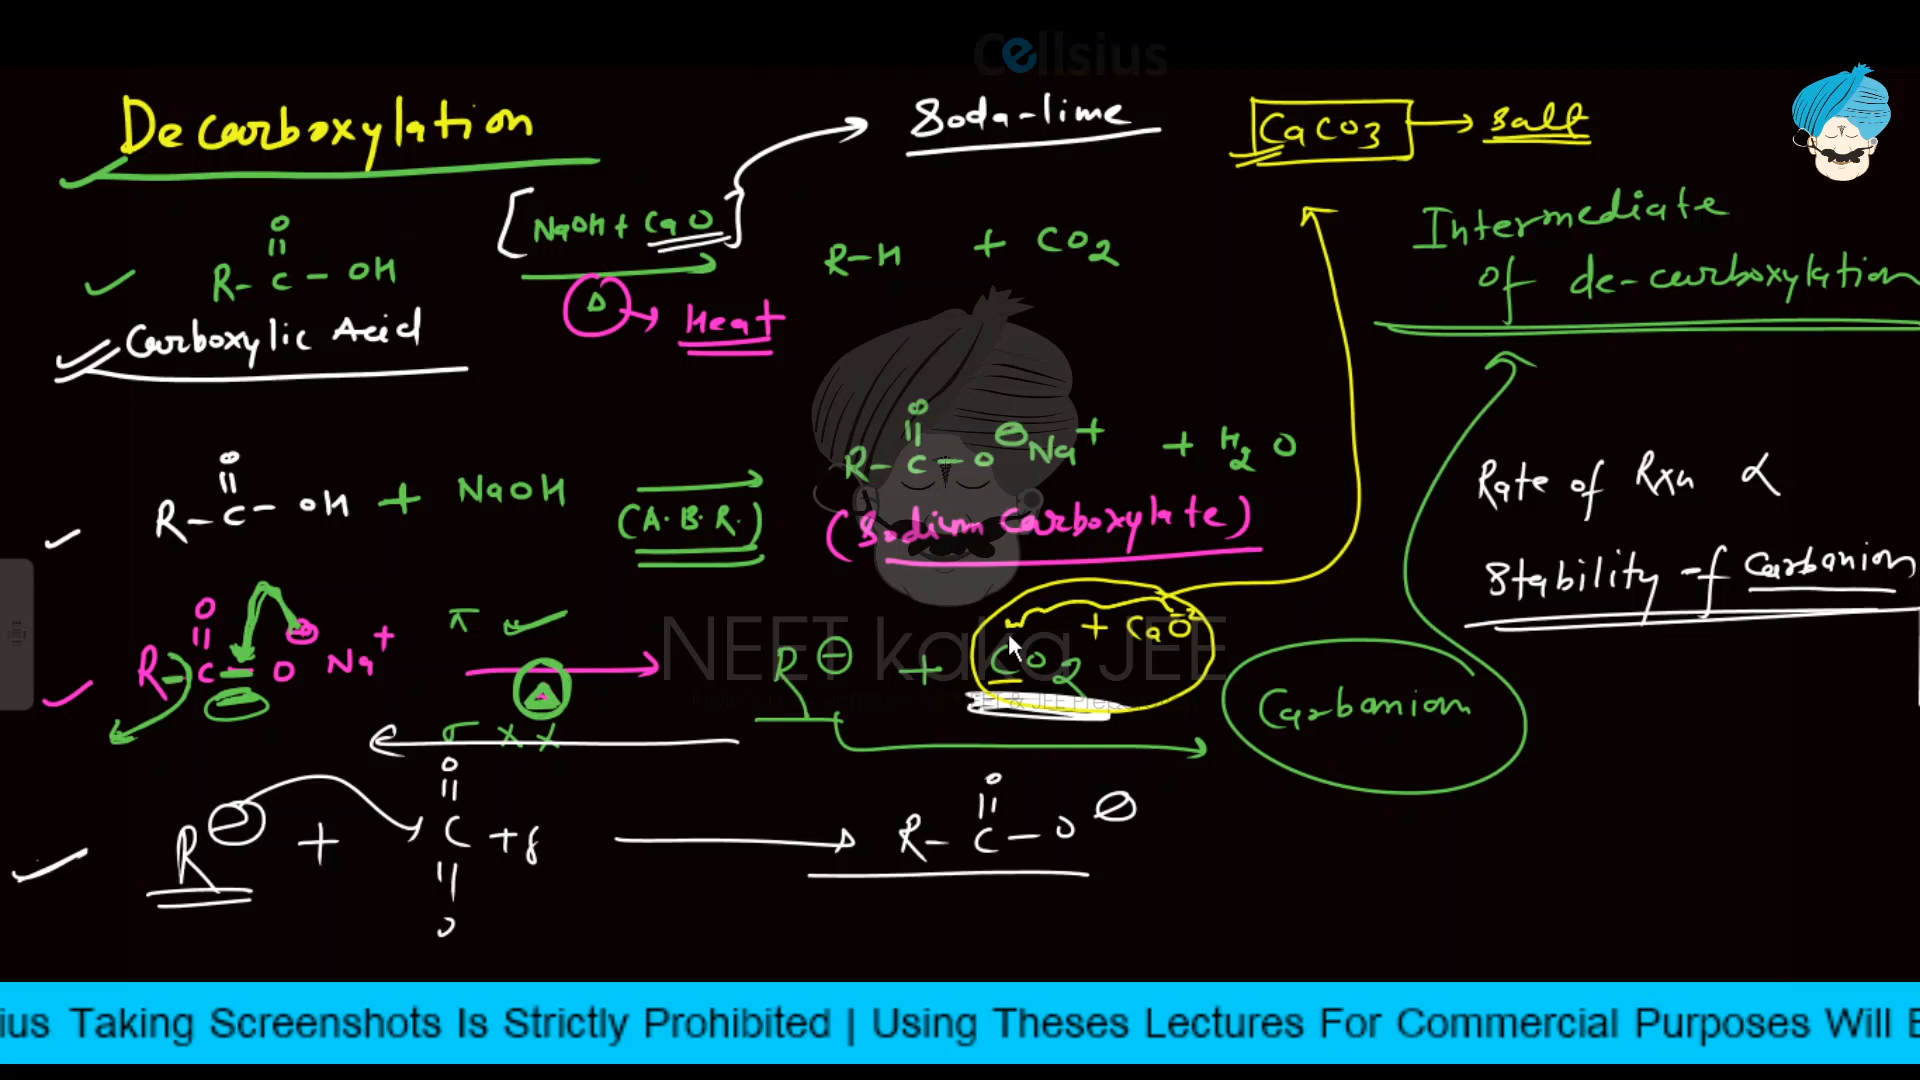 Cellsius
Decarboxylation
Soda-lime
CaCO3 → Salt
[NaOH + CaO]
R-C-OH
O
R-H + CO2
Δ → Heat
Carboxylic Acid
Intermediate
of de-carboxylation
O
R-C-OH + NaOH
(A.B.R.)
O
R-C-O⊖Na+ + H2O
(Sodium carboxylate)
Rate of Rxn α
Stability of Carbanion
O
R-C=O ⊖ Na+
π ✓
Δ
σ x x
R⊖ + CO2 + CaO-2
Carbanion
NEET kaka JEE
R⊖ +
O
C +δ
O
O
R-C-O⊖
ius Taking Screenshots Is Strictly Prohibited | Using Theses Lectures For Commercial Purposes Will B